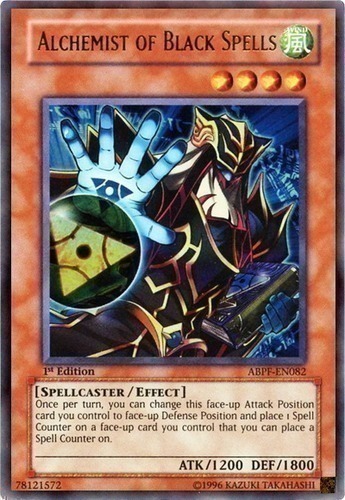 ALCHEMIST OF BLACK SPELLS
WIND
風
1st Edition
ABPF-EN082
[SPELLCASTER / EFFECT]
Once per turn, you can change this face-up Attack Position
card you control to face-up Defense Position and place 1 Spell
Counter on a face-up card you control that you can place a
Spell Counter on.
ATK/1200 DEF/1800
78121572
©1996 KAZUKI TAKAHASHI